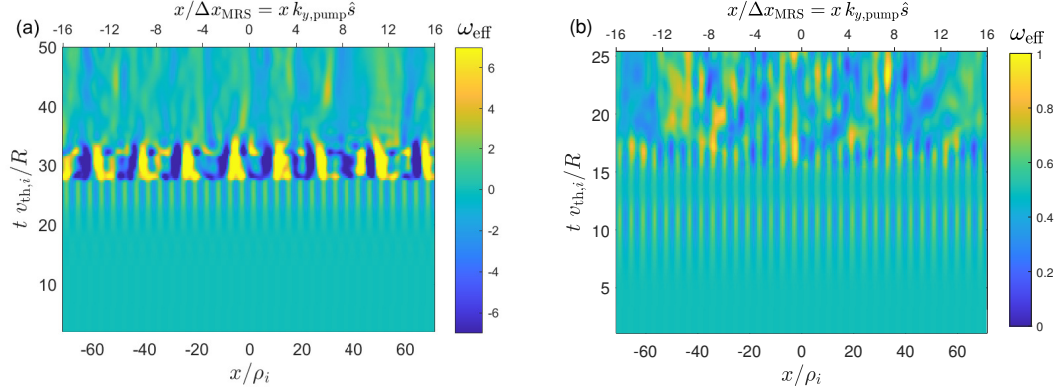 (a)
x/Δx_MRS = x k_y,pump ŝ
ω_eff
-16 -12 -8 -4 0 4 8 12 16
50
40
30
20
10
t v_th,i/R
6
4
2
0
-2
-4
-6
-60 -40 -20 0 20 40 60
x/ρ_i
(b)
x/Δx_MRS = x k_y,pump ŝ
ω_eff
-16 -12 -8 -4 0 4 8 12 16
25
20
15
10
5
t v_th,i/R
1
0.8
0.6
0.4
0.2
0
-60 -40 -20 0 20 40 60
x/ρ_i